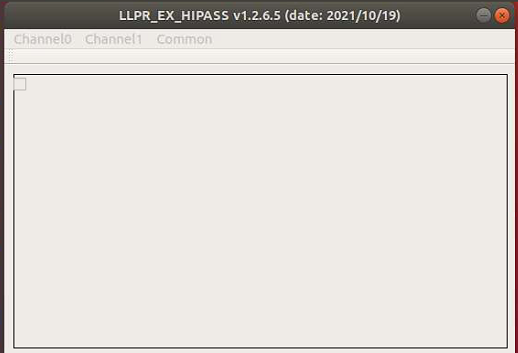 LLPR_EX_HIPASS v1.2.6.5 (date: 2021/10/19)
Channel0 Channel1 Common